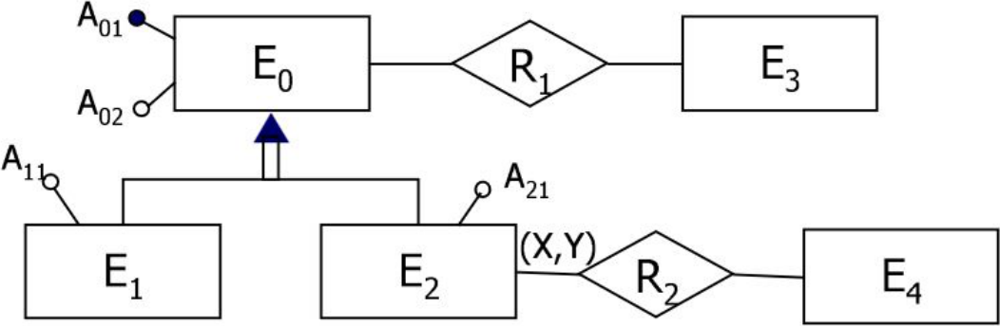 A₀₁
E₀
R₁
E₃
A₀₂
A₁₁
A₂₁
E₁
E₂
(X,Y)
R₂
E₄